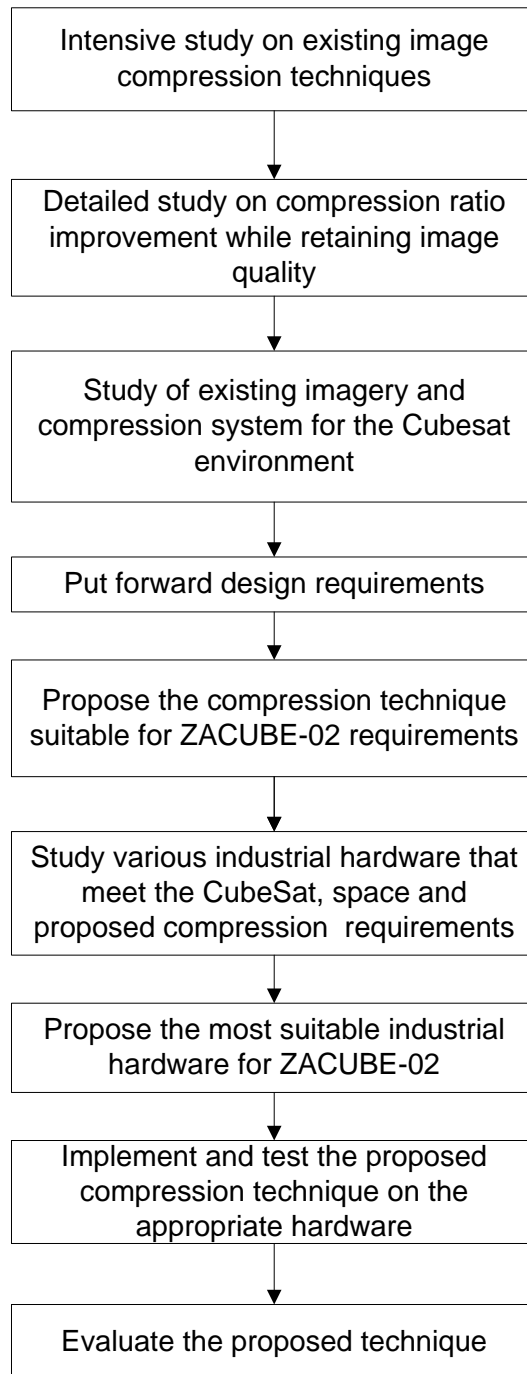 Intensive study on existing image
compression techniques
Detailed study on compression ratio
improvement while retaining image
quality
Study of existing imagery and
compression system for the Cubesat
environment
Put forward design requirements
Propose the compression technique
suitable for ZACUBE-02 requirements
Study various industrial hardware that
meet the CubeSat, space and
proposed compression requirements
Propose the most suitable industrial
hardware for ZACUBE-02
Implement and test the proposed
compression technique on the
appropriate hardware
Evaluate the proposed technique